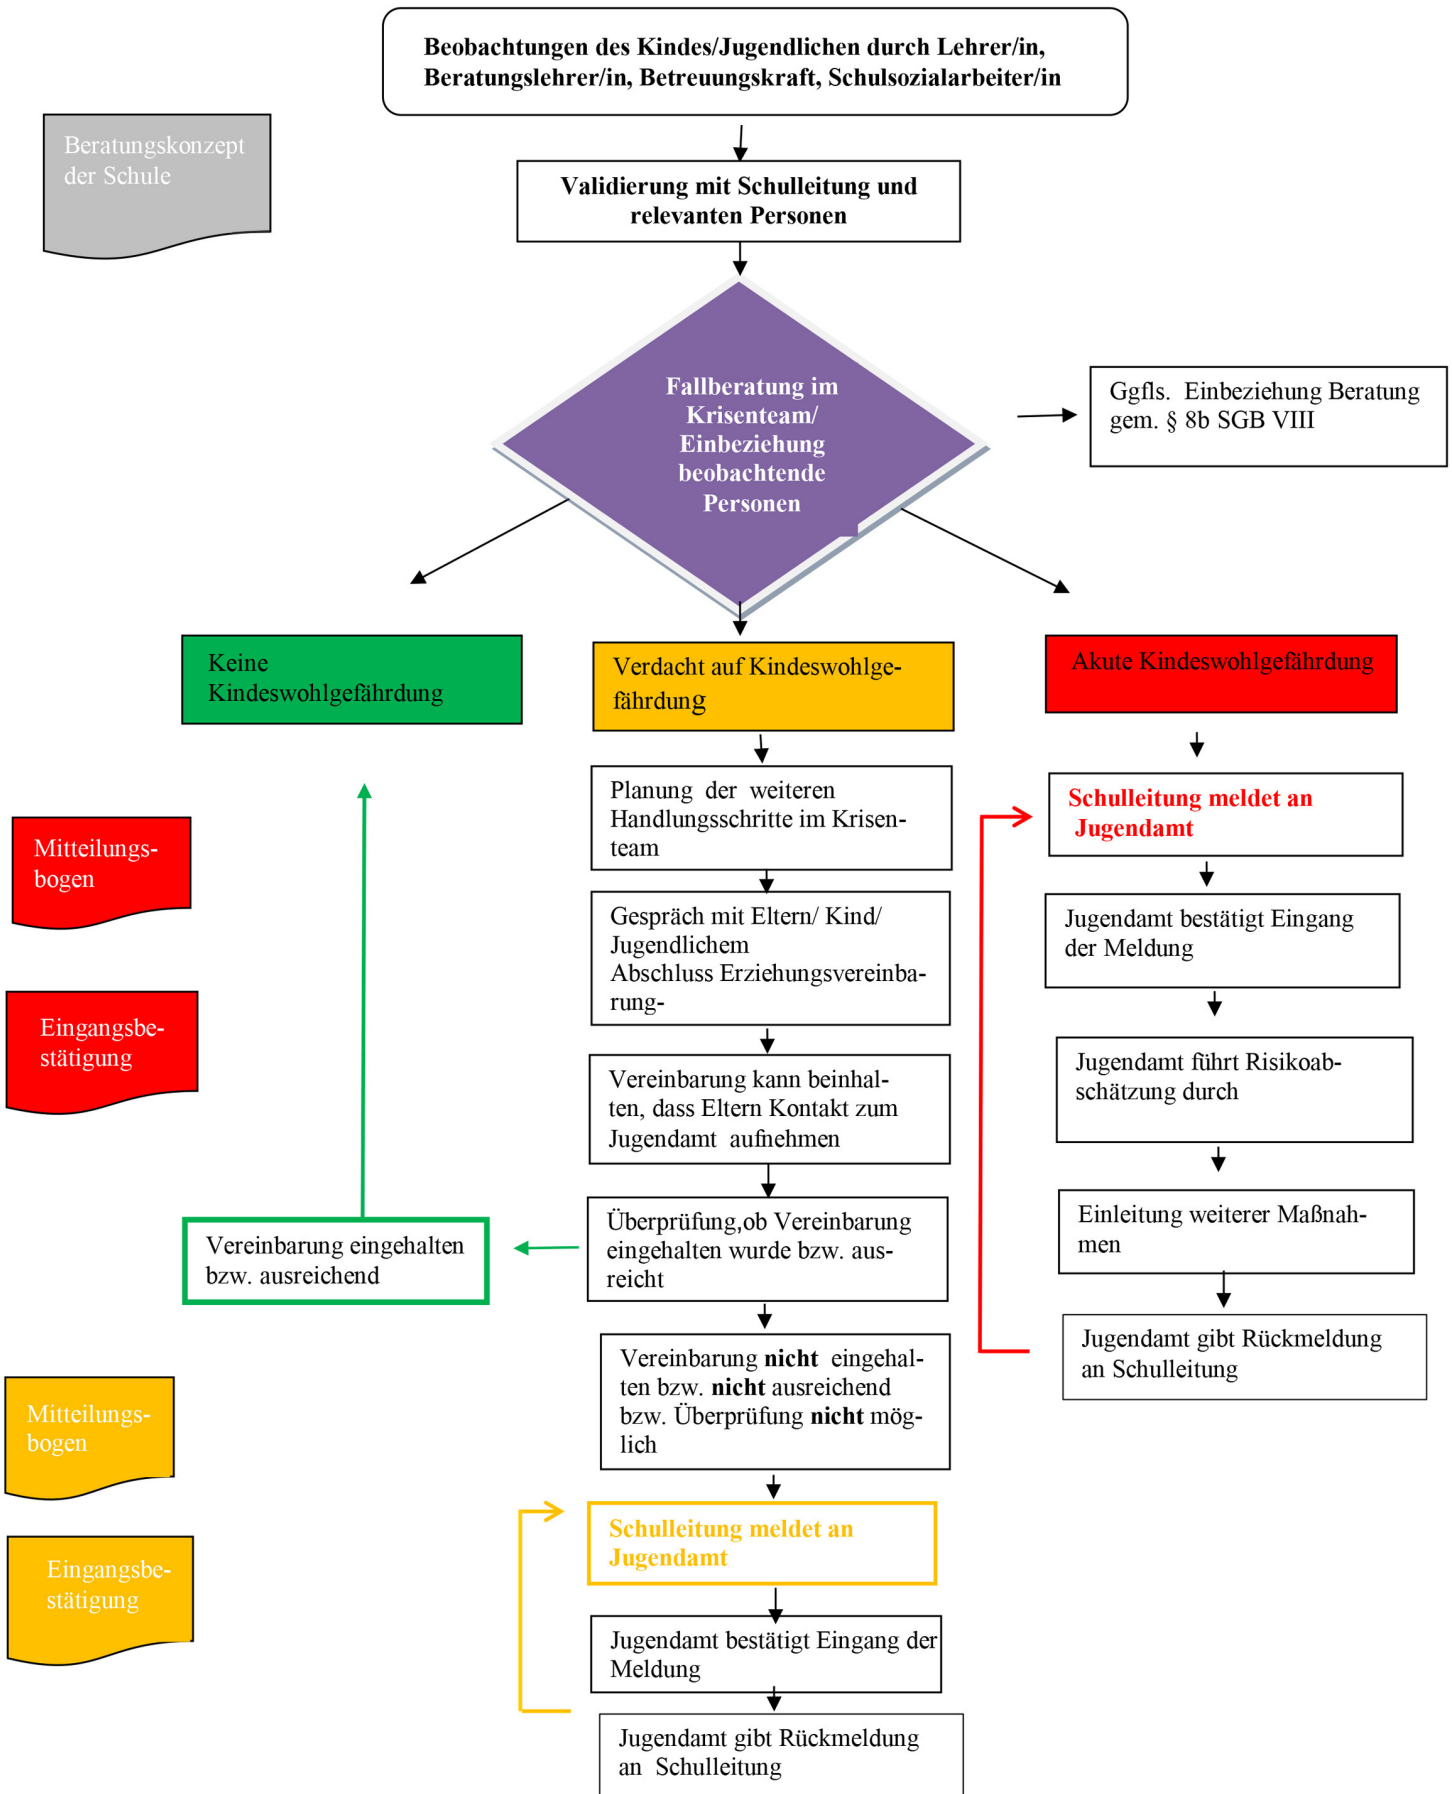 Beobachtungen des Kindes/Jugendlichen durch Lehrer/in,
Beratungslehrer/in, Betreuungskraft, Schulsozialarbeiter/in
Beratungskonzept
der Schule
Validierung mit Schulleitung und
relevanten Personen
Fallberatung im
Krisenteam/
Einbeziehung
beobachtende
Personen
Ggfls.  Einbeziehung Beratung
gem. § 8b SGB VIII
Keine
Kindeswohlgefährdung
Verdacht auf Kindeswohlge-
fährdung
Akute Kindeswohlgefährdung
Planung  der  weiteren
Handlungsschritte im Krisen-
team
Gespräch mit Eltern/ Kind/
Jugendlichem
Abschluss Erziehungsvereinba-
rung-
Vereinbarung kann beinhal-
ten, dass Eltern Kontakt zum
Jugendamt  aufnehmen
Überprüfung,ob Vereinbarung
eingehalten wurde bzw. aus-
reicht
Vereinbarung eingehalten
bzw. ausreichend
Vereinbarung nicht  eingehal-
ten bzw. nicht ausreichend
bzw. Überprüfung nicht mög-
lich
Schulleitung meldet an
Jugendamt
Jugendamt bestätigt Eingang der
Meldung
Jugendamt gibt Rückmeldung
an  Schulleitung
Schulleitung meldet an
Jugendamt
Jugendamt bestätigt Eingang
der Meldung
Jugendamt führt Risikoab-
schätzung durch
Einleitung weiterer Maßnah-
men
Jugendamt gibt Rückmeldung
an Schulleitung
Mitteilungs-
bogen
Eingangsbe-
stätigung
Mitteilungs-
bogen
Eingangsbe-
stätigung